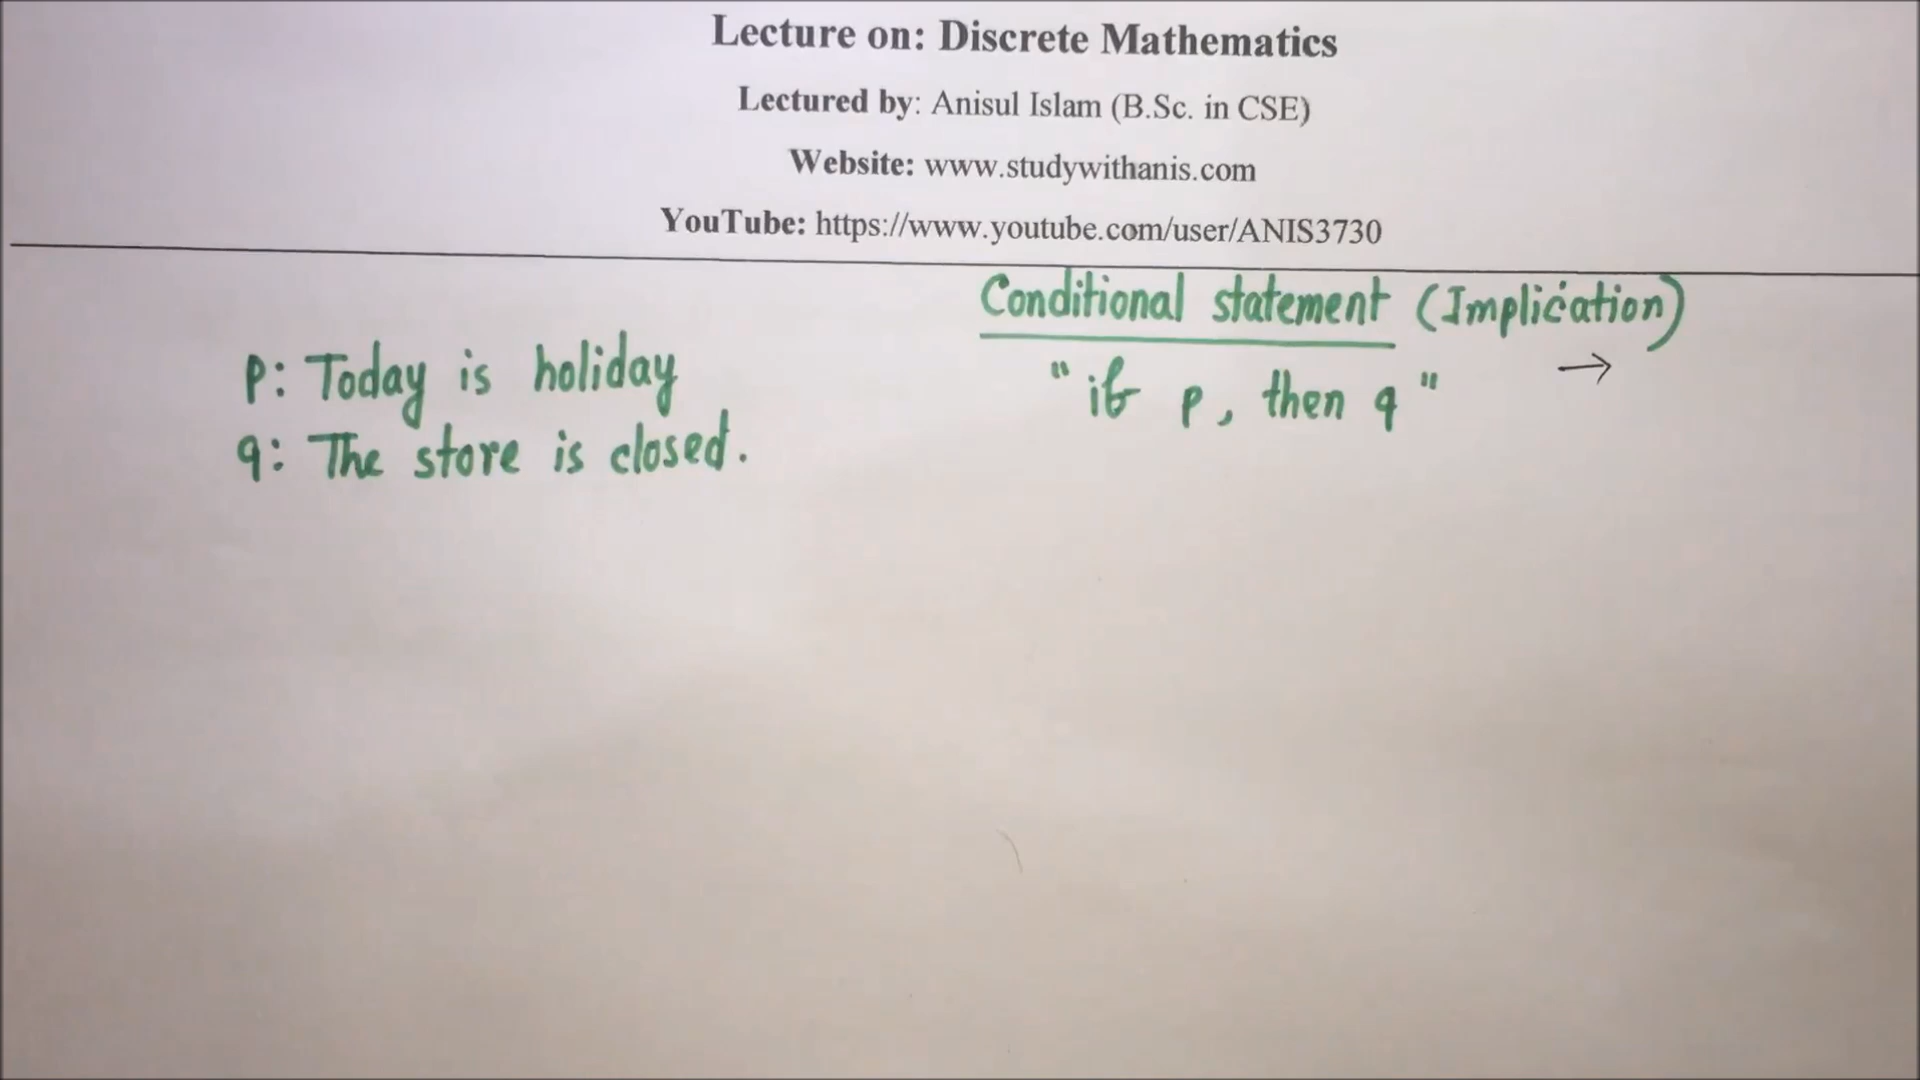 Lecture on: Discrete Mathematics
Lectured by: Anisul Islam (B.Sc. in CSE)
Website: www.studywithanis.com
YouTube: https://www.youtube.com/user/ANIS3730
Conditional statement (Implication)
"if p, then q" →
p: Today is holiday
q: The store is closed.